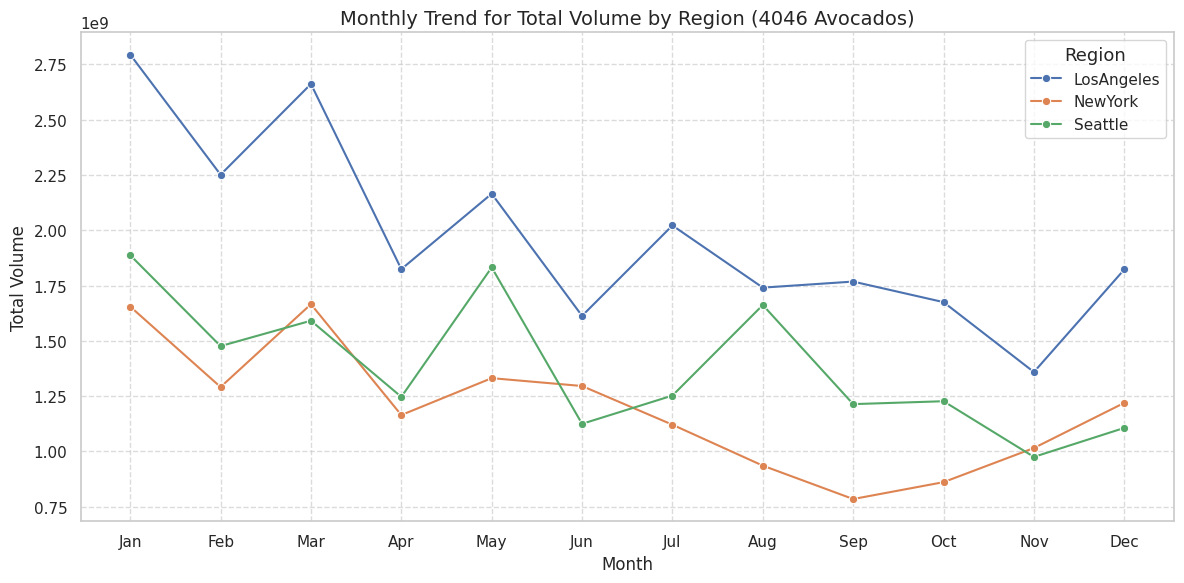 Monthly Trend for Total Volume by Region (4046 Avocados)
1e9
Region
LosAngeles
NewYork
Seattle
Total Volume
2.75
2.50
2.25
2.00
1.75
1.50
1.25
1.00
0.75
Jan Feb Mar Apr May Jun Jul Aug Sep Oct Nov Dec
Month